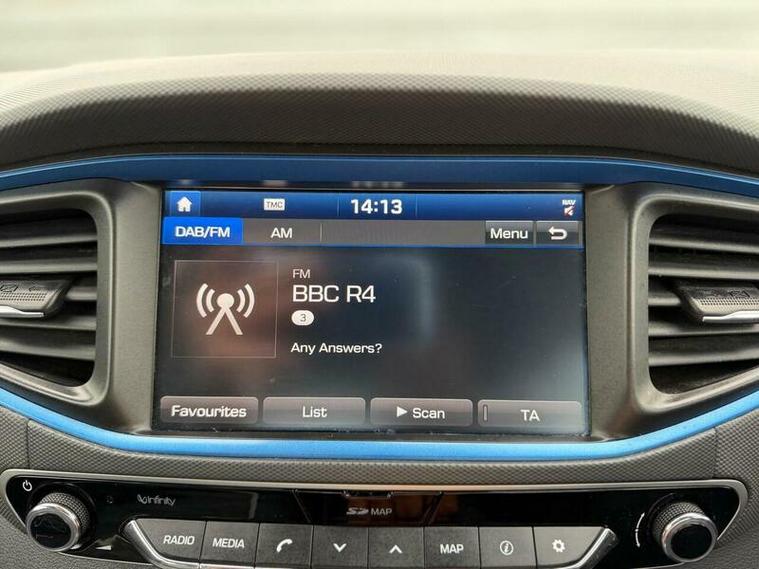 TMC 14:13 NAV
DAB/FM AM Menu
FM
BBC R4
3
Any Answers?
Favourites List Scan TA
infinity
SD MAP
RADIO MEDIA MAP i